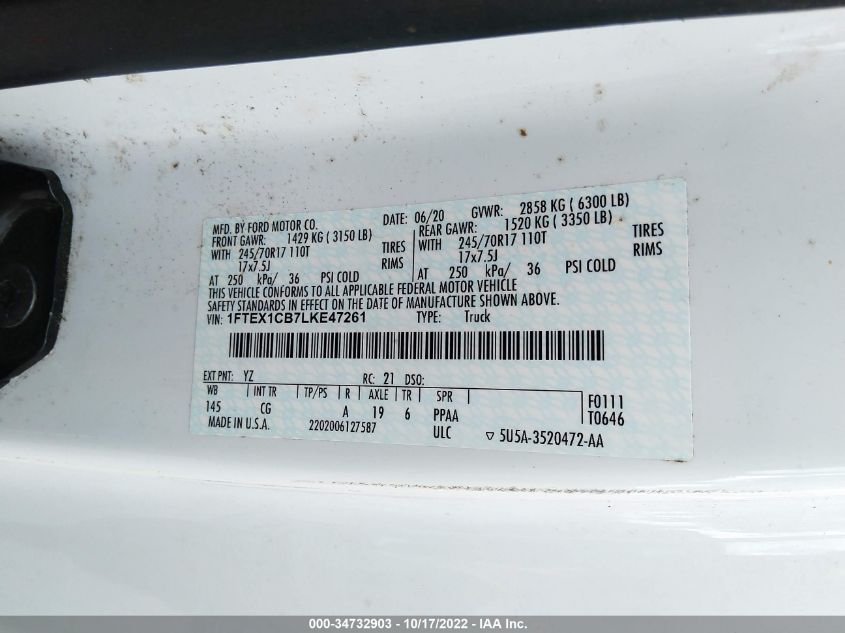 MFD. BY FORD MOTOR CO. DATE: 06/20 GVWR: 2858 KG ( 6300 LB)
FRONT GAWR: 1429 KG ( 3150 LB) REAR GAWR: 1520 KG ( 3350 LB)
WITH 245/70R17 110T TIRES WITH 245/70R17 110T TIRES
17x7.5J RIMS 17x7.5J RIMS
AT 250 kPa/ 36 PSI COLD AT 250 kPa/ 36 PSI COLD
THIS VEHICLE CONFORMS TO ALL APPLICABLE FEDERAL MOTOR VEHICLE
SAFETY STANDARDS IN EFFECT ON THE DATE OF MANUFACTURE SHOWN ABOVE.
VIN: 1FTEX1CB7LKE47261 TYPE: Truck
EXT PNT: YZ RC: 21 DSO:
WB INT TR TP/PS R AXLE TR SPR F0111
145 CG A 19 6 PPAA T0646
MADE IN U.S.A. 2202006127587 ULC ▽ 5U5A-3520472-AA
000-34732903 - 10/17/2022 - IAA Inc.